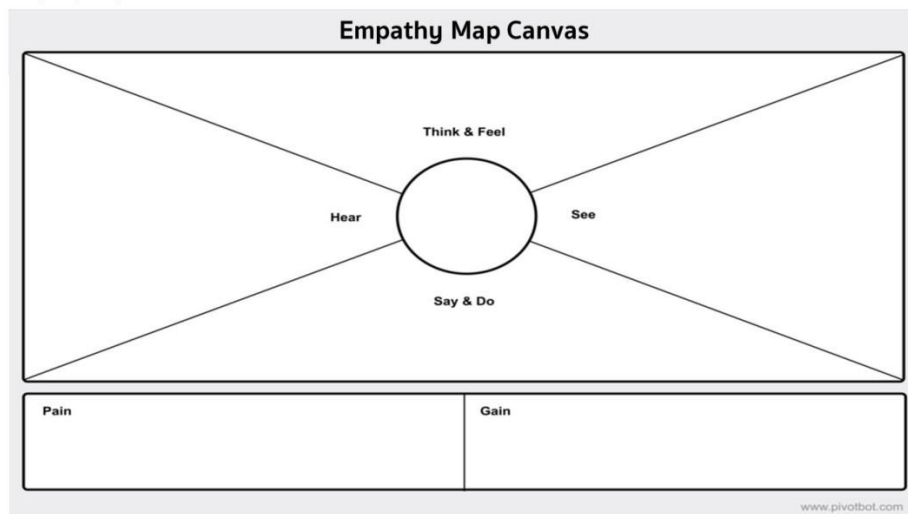 Empathy Map Canvas
Think & Feel
Hear
See
Say & Do
Pain
Gain
www.pivotbot.com